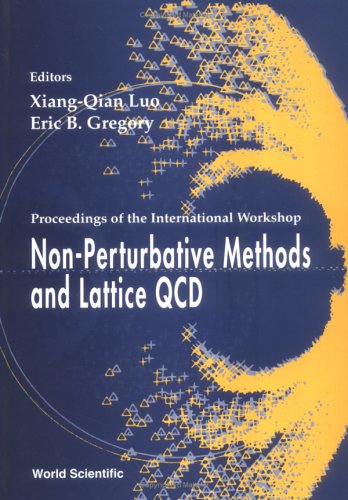 Editors
Xiang-Qian Luo
Eric B. Gregory
Proceedings of the International Workshop
Non-Perturbative Methods
and Lattice QCD
World Scientific